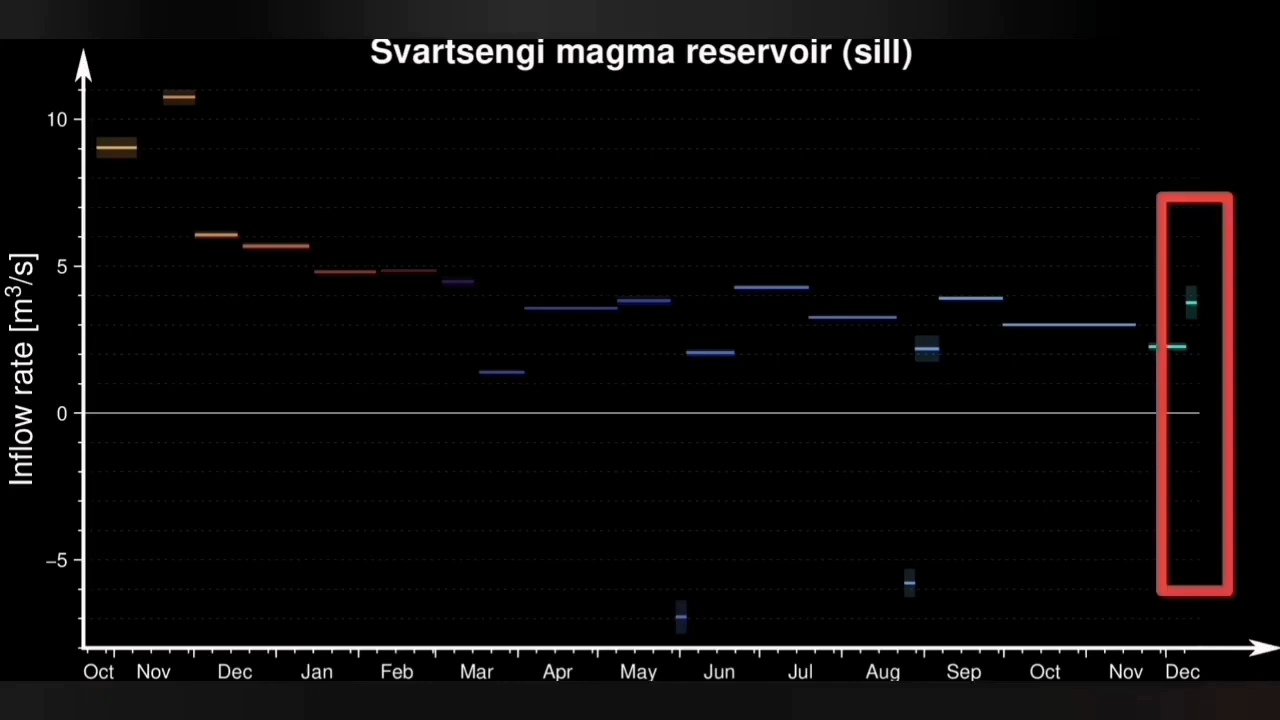 Svartsengi magma reservoir (sill)
Inflow rate [m³/s]
10
5
0
−5
Oct Nov Dec Jan Feb Mar Apr May Jun Jul Aug Sep Oct Nov Dec